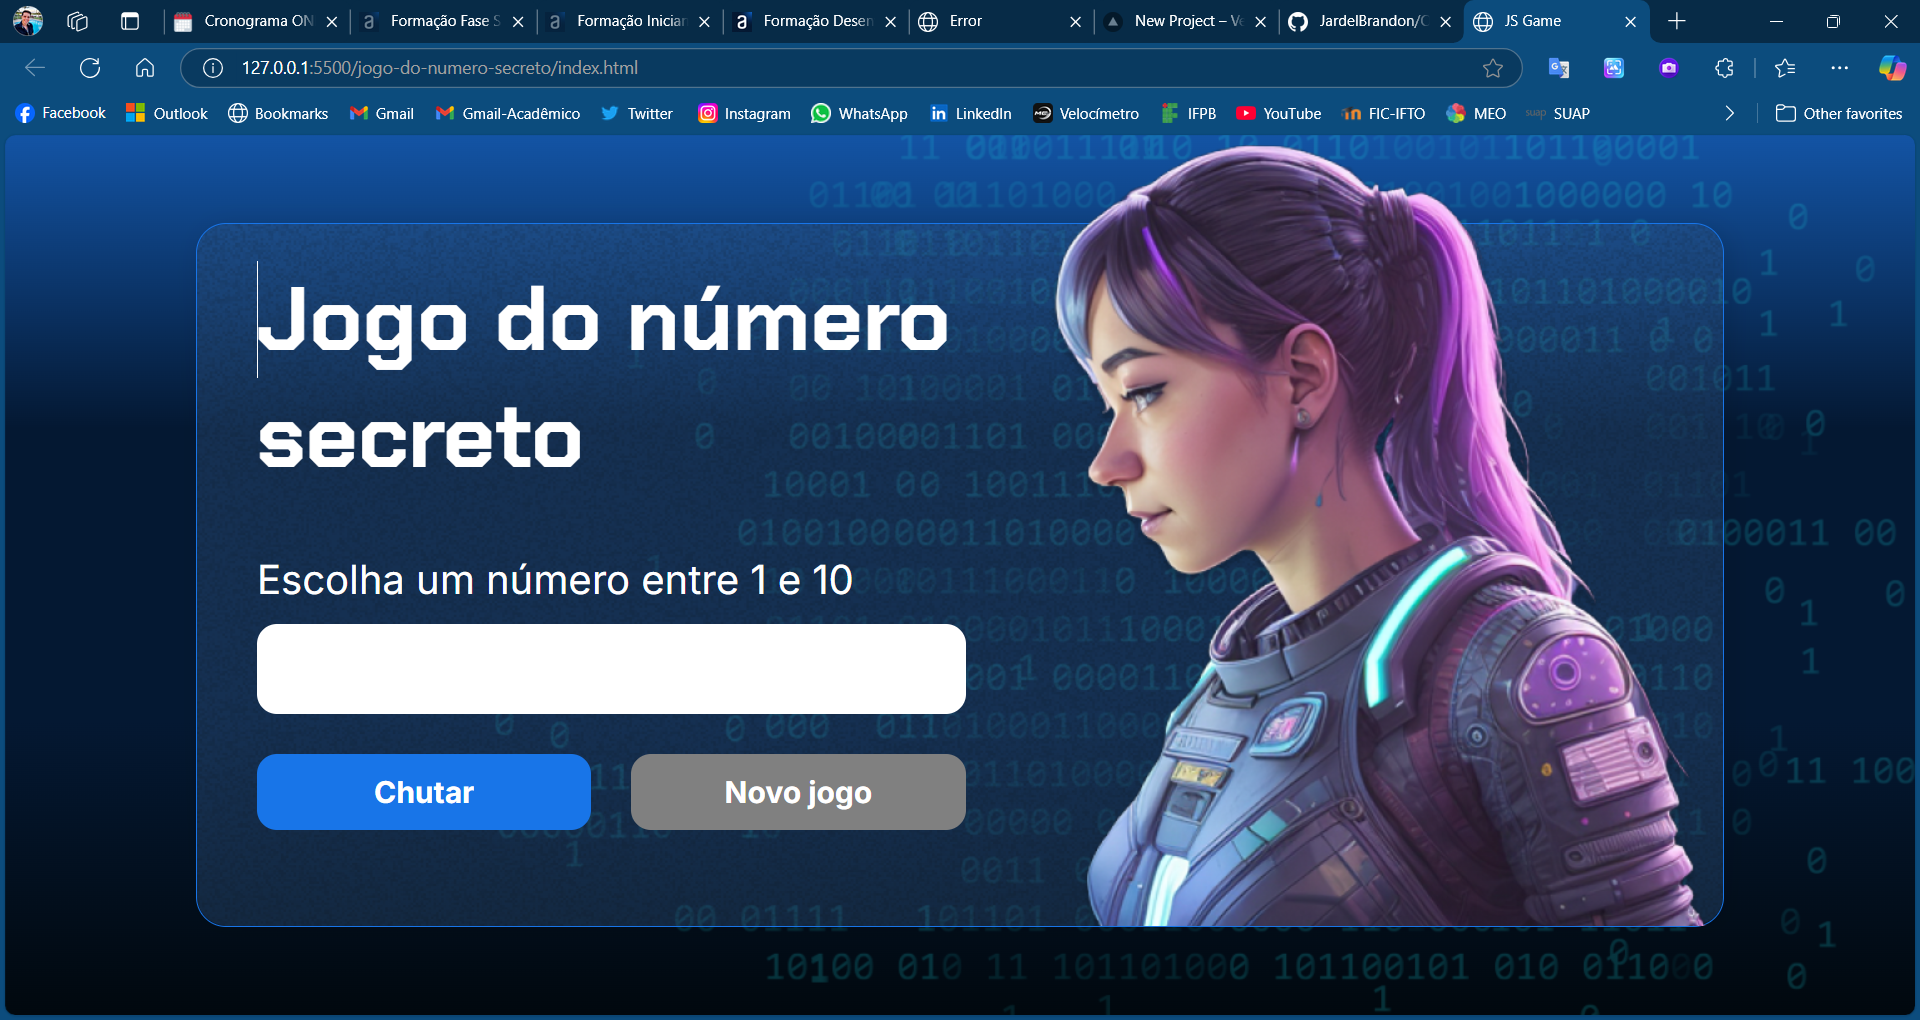 Cronograma ON
Formação Fase S
Formação Iniciar
Formação Desen
Error
New Project – Ve
JardelBrandon/C
JS Game
127.0.0.1:5500/jogo-do-numero-secreto/index.html
Facebook
Outlook
Bookmarks
Gmail
Gmail-Acadêmico
Twitter
Instagram
WhatsApp
LinkedIn
Velocímetro
IFPB
YouTube
FIC-IFTO
MEO
SUAP
Other favorites
Jogo do número
secreto
Escolha um número entre 1 e 10
Chutar
Novo jogo